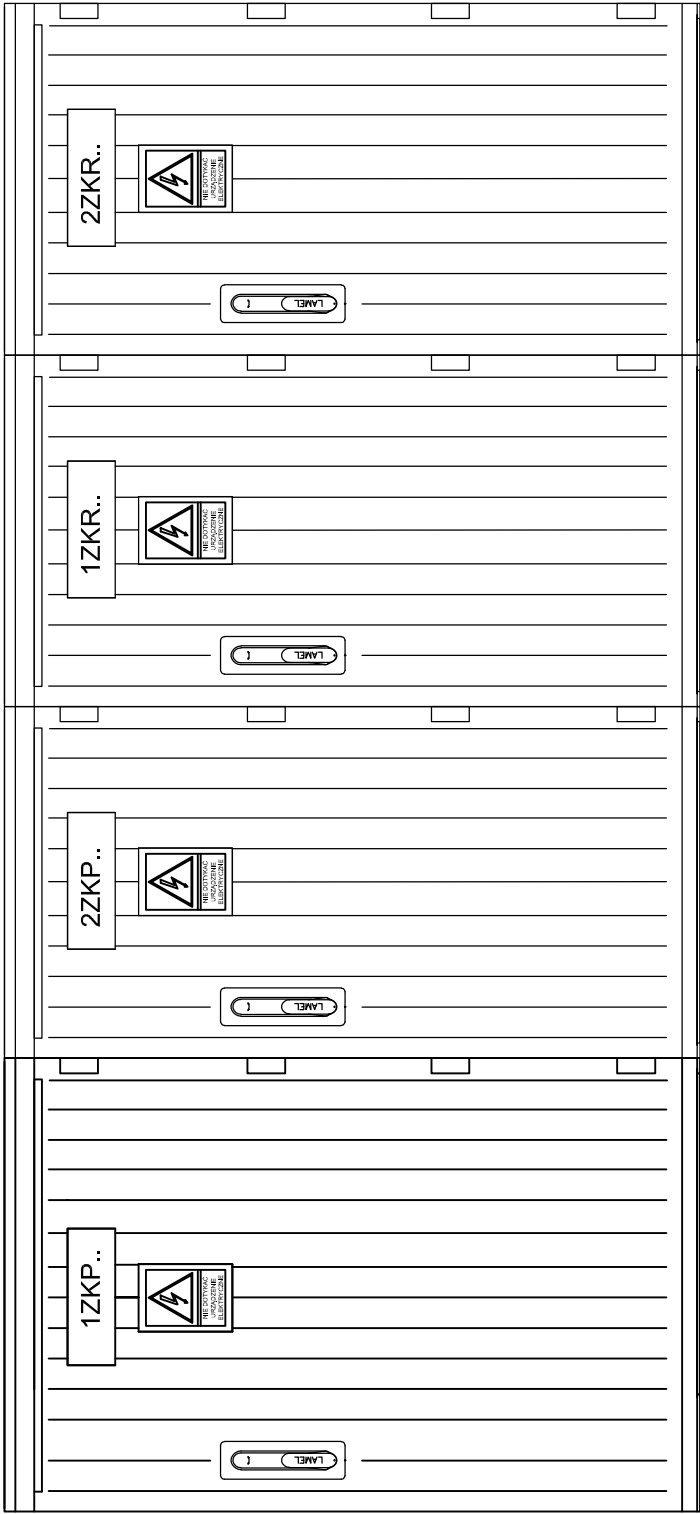 1ZKP..
NIE DOTYKAĆ
URZĄDZENIE
ELEKTRYCZNE
LAMEL
2ZKP..
NIE DOTYKAĆ
URZĄDZENIE
ELEKTRYCZNE
LAMEL
1ZKR..
NIE DOTYKAĆ
URZĄDZENIE
ELEKTRYCZNE
LAMEL
2ZKR..
NIE DOTYKAĆ
URZĄDZENIE
ELEKTRYCZNE
LAMEL